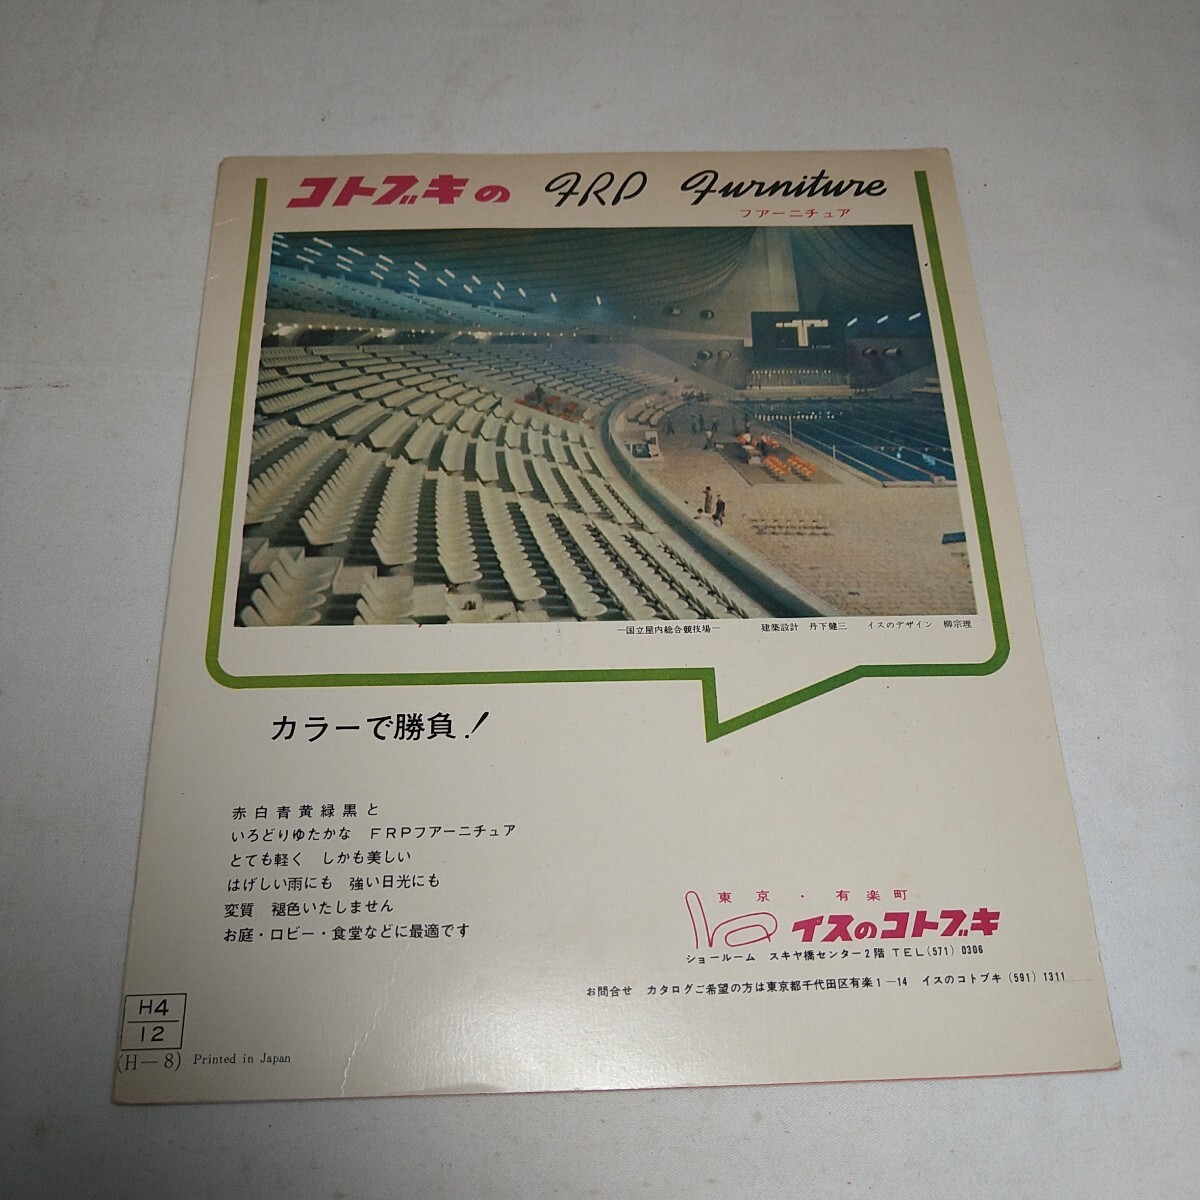 コトブキの FRP Furniture
フアーニチュア
T
―国立屋内総合競技場― 建築設計 丹下健三 イスのデザイン 柳宗理
カラーで勝負!
赤白青黄緑黒と
いろどりゆたかな FRPフアーニチュア
とても軽く しかも美しい
はげしい雨にも 強い日光にも
変質 褪色いたしません
お庭・ロビー・食堂などに最適です
東京・有楽町
イスのコトブキ
ショールーム スキヤ橋センター2階 TEL(571) 0306
お問合せ カタログご希望の方は東京都千代田区有楽1―14 イスのコトブキ(591) 1311
H4
12
(H―8) Printed in Japan